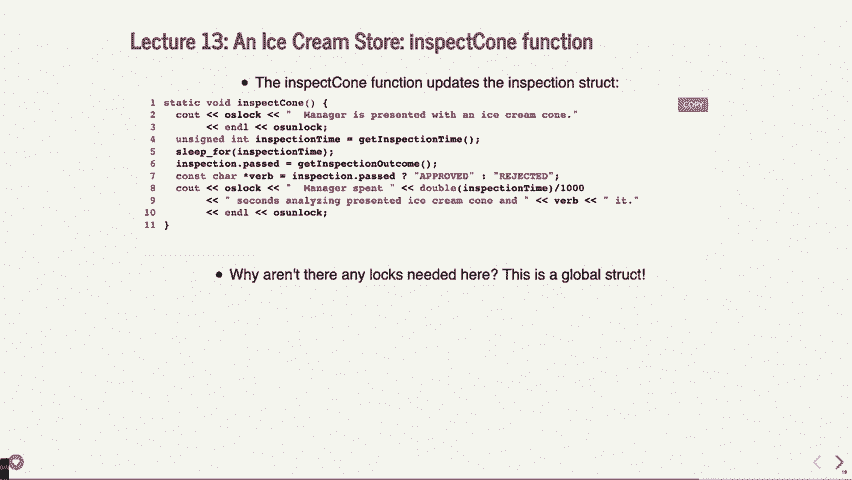 Lecture 13: An Ice Cream Store: inspectCone function
• The inspectCone function updates the inspection struct:
COPY
1 static void inspectCone() {
2 cout << oslock << "  Manager is presented with an ice cream cone."
3 << endl << osunlock;
4 unsigned int inspectionTime = getInspectionTime();
5 sleep_for(inspectionTime);
6 inspection.passed = getInspectionOutcome();
7 const char *verb = inspection.passed ? "APPROVED" : "REJECTED";
8 cout << oslock << "  Manager spent " << double(inspectionTime)/1000
9 << " seconds analyzing presented ice cream cone and " << verb << " it."
10 << endl << osunlock;
11 }
• Why aren't there any locks needed here? This is a global struct!
19